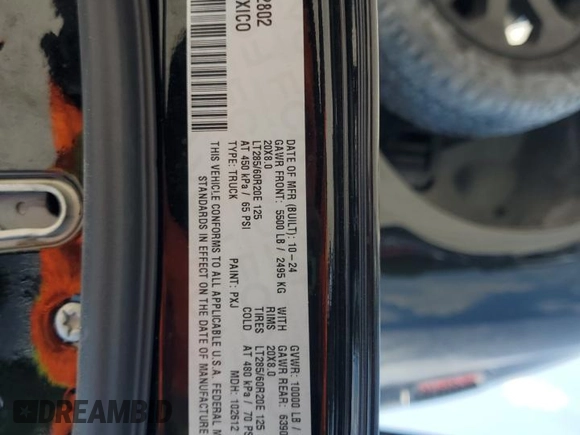 2802
EXICO
DATE OF MFR (BUILT): 10-24 GVWR: 10000 LB /
GAWR FRONT: 5500 LB / 2495 KG WITH GAWR REAR: 6390
20X8.0 RIMS 20X8.0
LT285/60R20E 125 TIRES LT285/60R20E 125
AT 450 kPa / 65 PSI COLD AT 480 kPa / 70 PSI
TYPE: TRUCK PAINT: PXJ MDH: 102612
THIS VEHICLE CONFORMS TO ALL APPLICABLE U.S.A. FEDERAL M
STANDARDS IN EFFECT ON THE DATE OF MANUFACTURE
DREAMBID